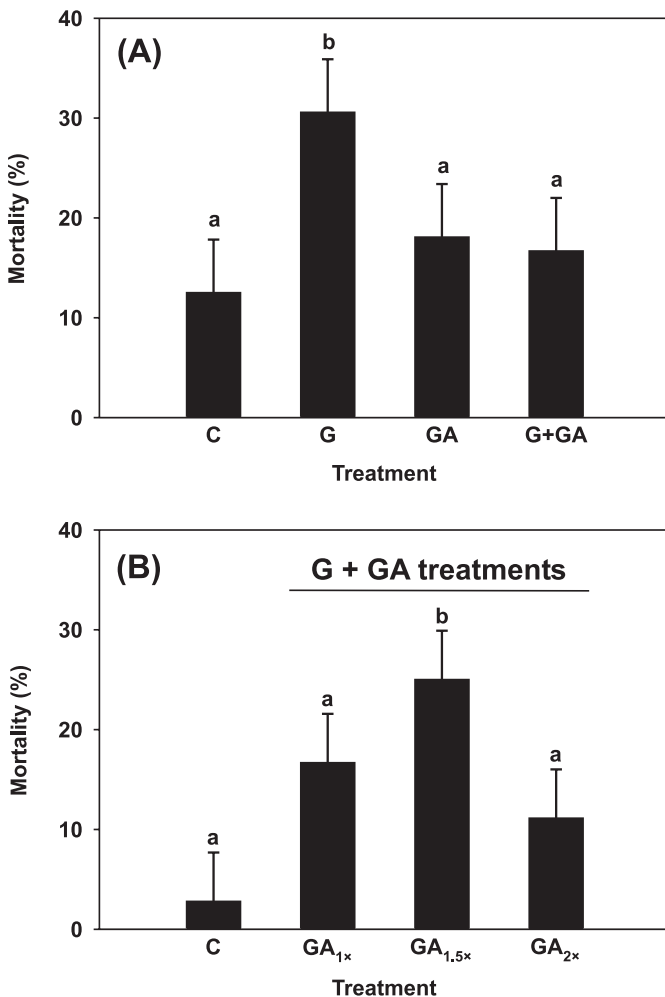 40
(A)
b
30
a
a
20
a
Mortality (%)
10
0
C G GA G+GA
Treatment
40
(B)
G + GA treatments
b
30
a
20
a
Mortality (%)
a
10
0
C GA1× GA1.5× GA2×
Treatment